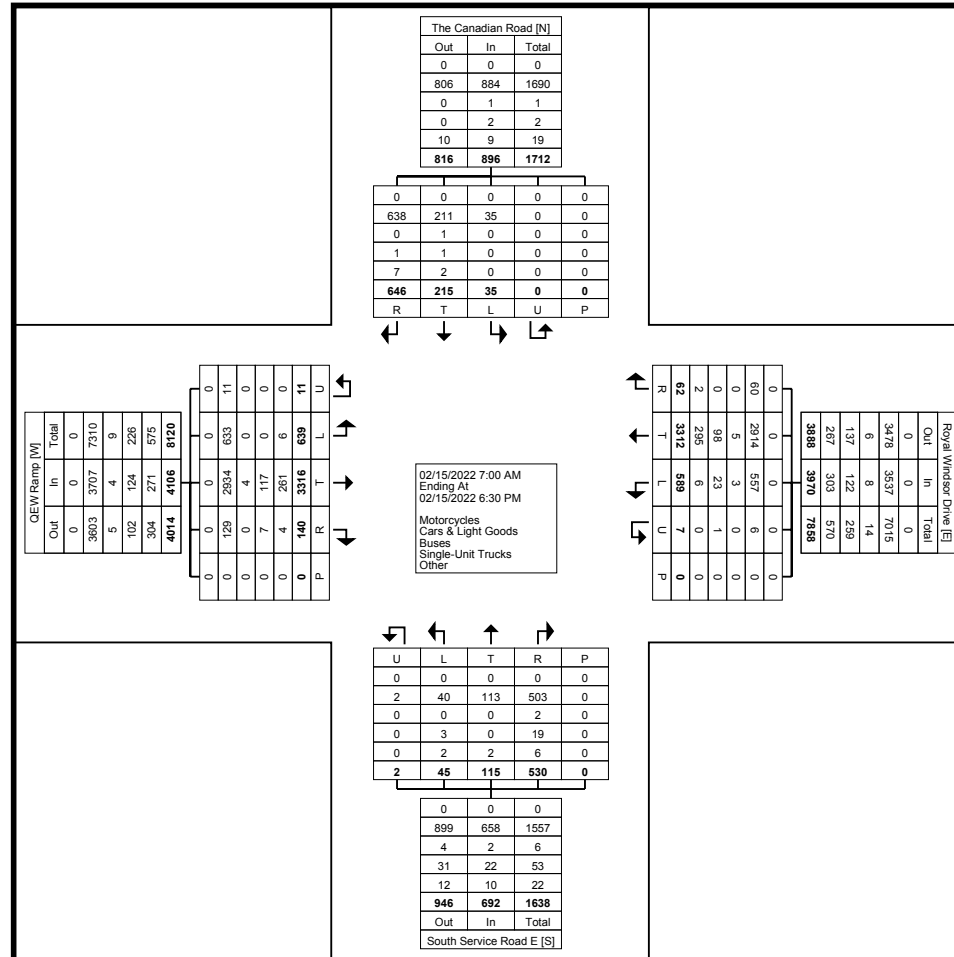 The Canadian Road [N]
Out In Total
0 0 0
806 884 1690
0 1 1
0 2 2
10 9 19
816 896 1712
0 0 0 0 0
638 211 35 0 0
0 1 0 0 0
1 1 0 0 0
7 2 0 0 0
646 215 35 0 0
R T L U P
QEW Ramp [W]
Total In Out
0 0 0
7310 3707 3603
9 4 5
226 124 102
575 271 304
8120 4106 4014
0 0 0 0 0
11 633 2934 129 0
0 0 4 0 0
0 0 117 7 0
0 6 261 4 0
11 639 3316 140 0
U L T R P
02/15/2022 7:00 AM
Ending At
02/15/2022 6:30 PM
Motorcycles
Cars & Light Goods
Buses
Single-Unit Trucks
Other
Royal Windsor Drive [E]
Out In Total
0 0 0
3478 3537 7015
6 8 14
137 122 259
267 303 570
3888 3970 7858
0 0 0 0 0
60 2914 557 6 0
0 5 3 0 0
0 98 23 1 0
2 295 6 0 0
62 3312 589 7 0
R T L U P
U L T R P
0 0 0 0 0
2 40 113 503 0
0 0 0 2 0
0 3 0 19 0
0 2 2 6 0
2 45 115 530 0
0 0 0
899 658 1557
4 2 6
31 22 53
12 10 22
946 692 1638
Out In Total
South Service Road E [S]